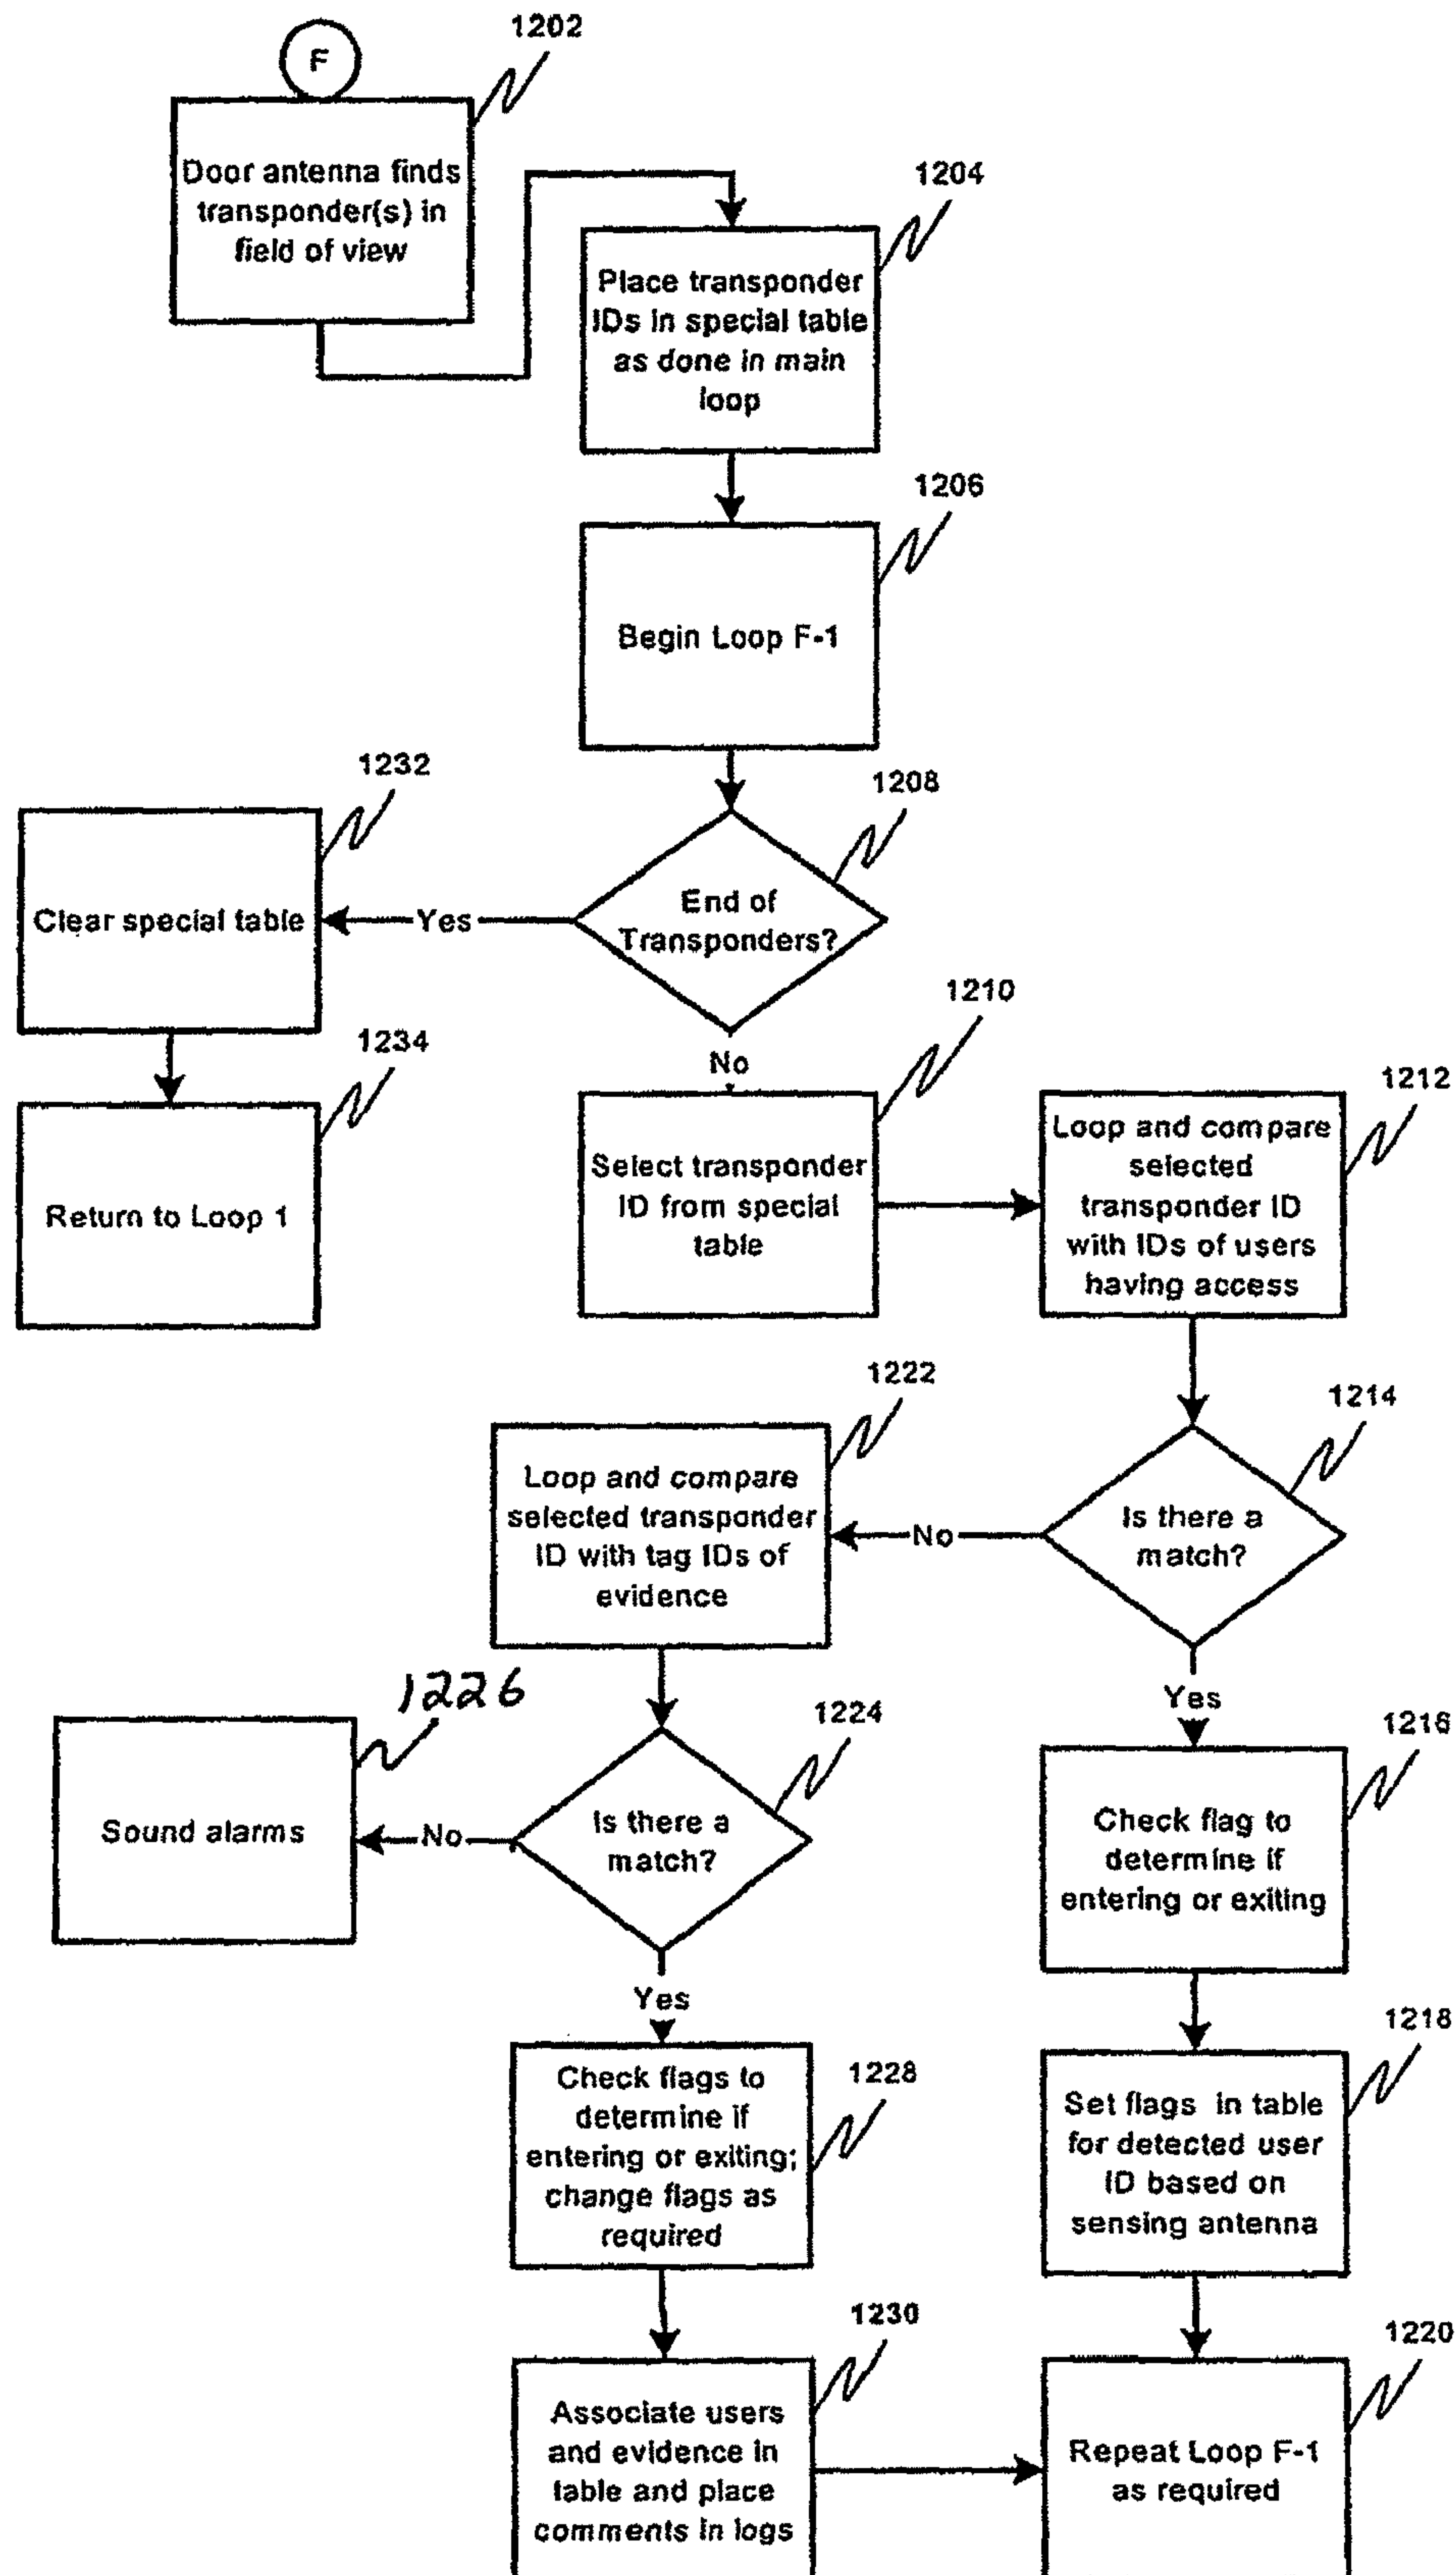 F
1202
Door antenna finds
transponder(s) in
field of view
1204
Place transponder
IDs in special table
as done in main
loop
1206
Begin Loop F-1
1208
End of
Transponders?
Yes
1232
Clear special table
1234
Return to Loop 1
No
1210
Select transponder
ID from special
table
1212
Loop and compare
selected
transponder ID
with IDs of users
having access
1214
Is there a
match?
No
1222
Loop and compare
selected transponder
ID with tag IDs of
evidence
1224
Is there a
match?
No
1226
Sound alarms
Yes
1216
Check flag to
determine if
entering or exiting
1218
Set flags in table
for detected user
ID based on
sensing antenna
Yes
1228
Check flags to
determine if
entering or exiting;
change flags as
required
1230
Associate users
and evidence in
table and place
comments in logs
1220
Repeat Loop F-1
as required